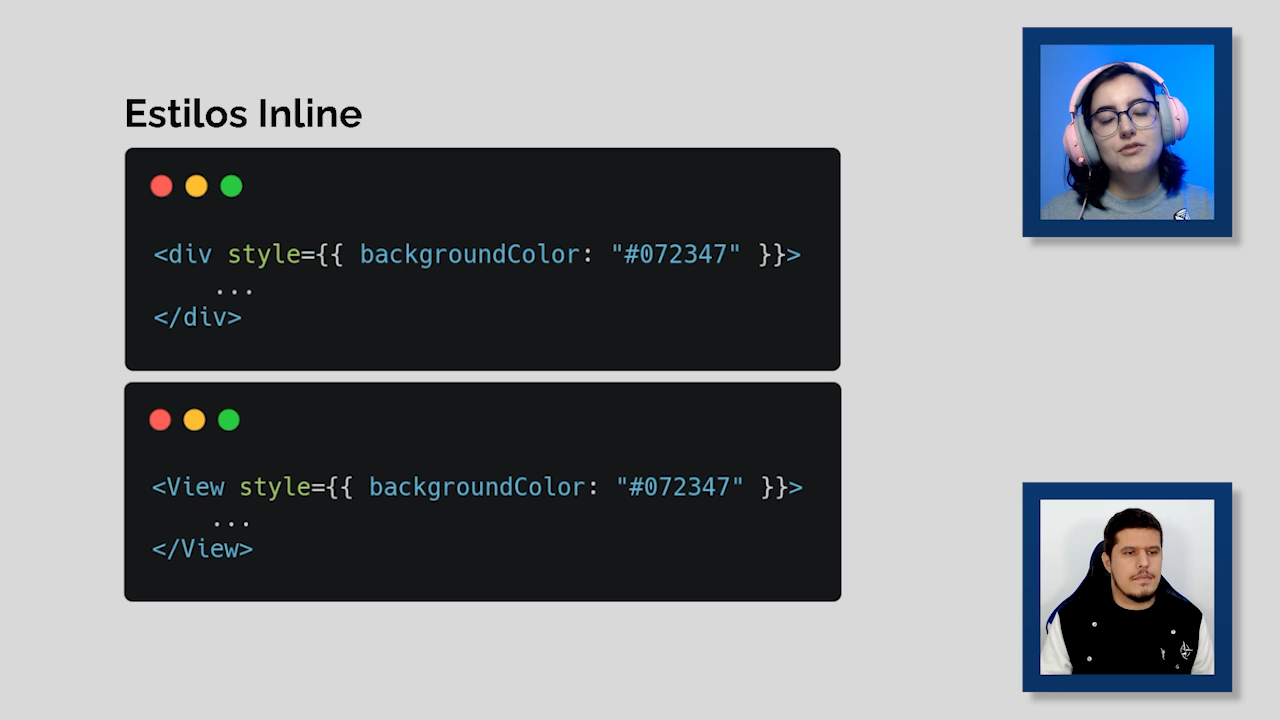 Estilos Inline
<div style={{ backgroundColor: "#072347" }}>
...
</div>
<View style={{ backgroundColor: "#072347" }}>
...
</View>